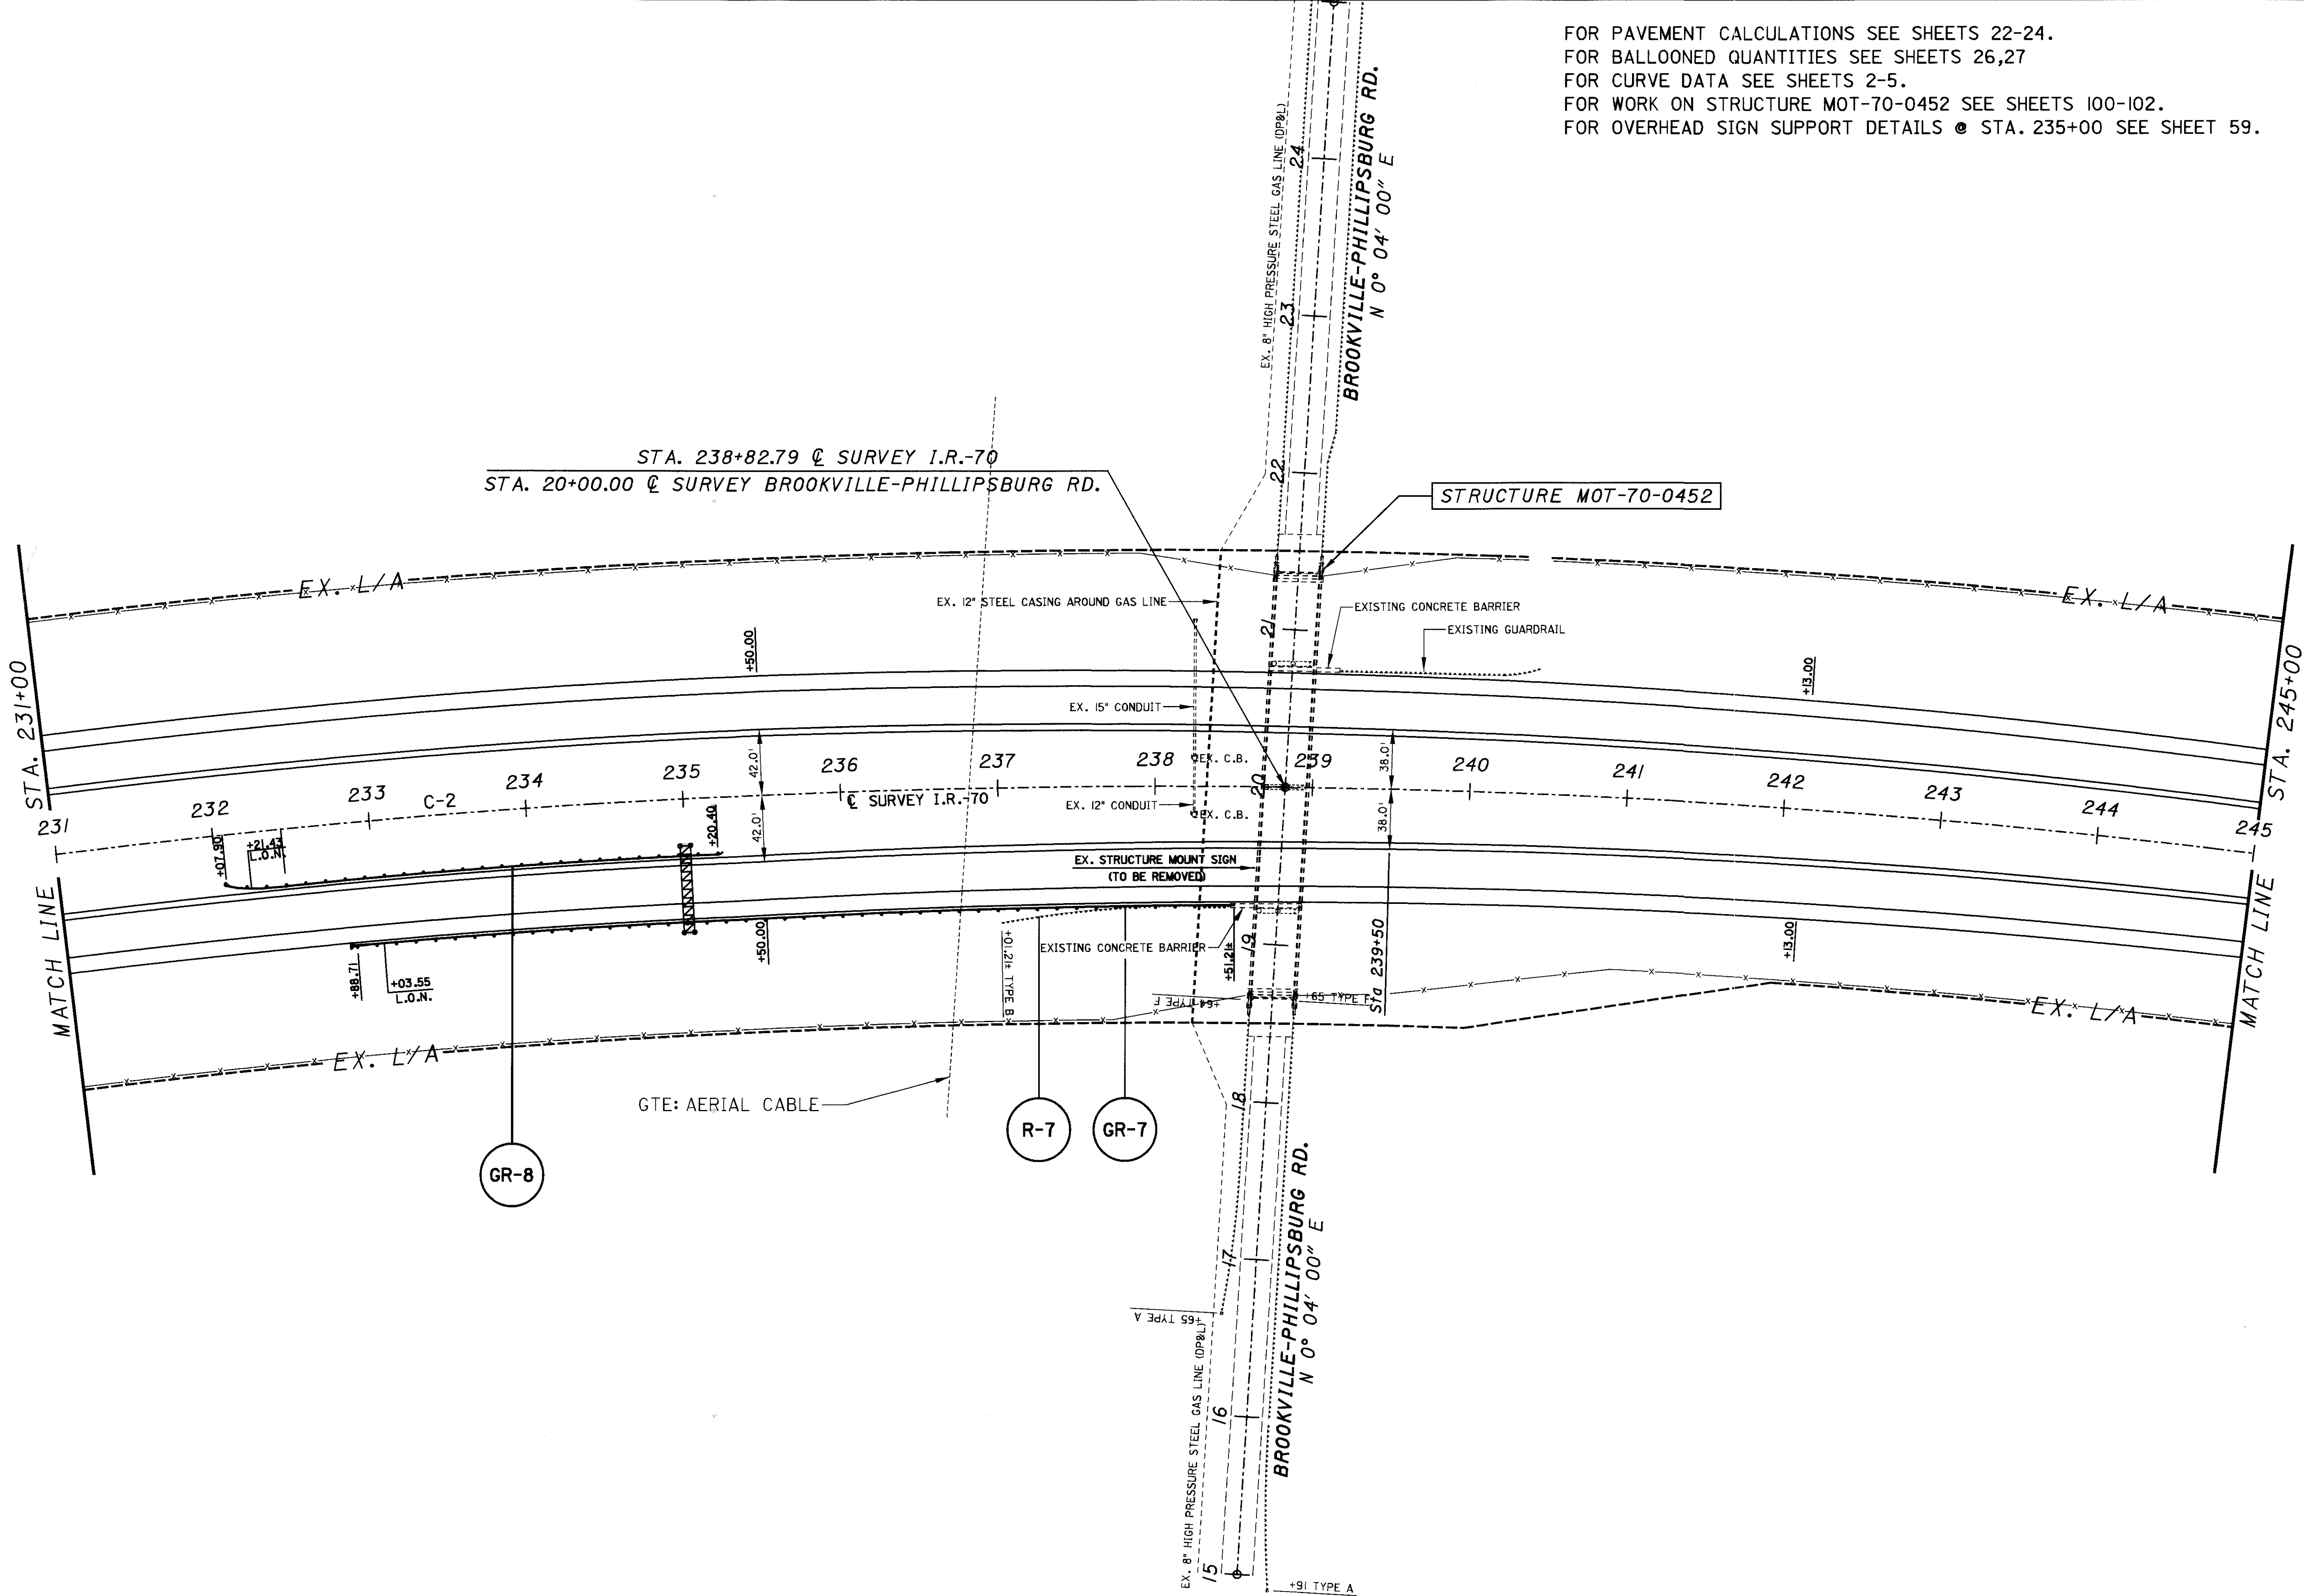 FOR PAVEMENT CALCULATIONS SEE SHEETS 22-24.
FOR BALLOONED QUANTITIES SEE SHEETS 26,27
FOR CURVE DATA SEE SHEETS 2-5.
FOR WORK ON STRUCTURE MOT-70-0452 SEE SHEETS 100-102.
FOR OVERHEAD SIGN SUPPORT DETAILS @ STA. 235+00 SEE SHEET 59.
EX. 8" HIGH PRESSURE STEEL GAS LINE (DP&L)
24
23
22
BROOKVILLE-PHILLIPSBURG RD.
N 0° 04' 00" E
STA. 238+82.79 ℄ SURVEY I.R.-70
STA. 20+00.00 ℄ SURVEY BROOKVILLE-PHILLIPSBURG RD.
STRUCTURE MOT-70-0452
EX. L/A
EX. L/A
EX. 12" STEEL CASING AROUND GAS LINE
EXISTING CONCRETE BARRIER
21
EXISTING GUARDRAIL
+50.00
+13.00
STA. 231+00
MATCH LINE
STA. 245+00
MATCH LINE
EX. 15" CONDUIT
42.0'
42.0'
38.0'
38.0'
EX. C.B.
20
231
232
233
C-2
234
235
236
237
238
239
240
241
242
243
244
245
℄ SURVEY I.R.-70
EX. 12" CONDUIT
EX. C.B.
+07.90
+21.43
L.O.N.
+20.40
EX. STRUCTURE MOUNT SIGN
(TO BE REMOVED)
+88.71
+03.55
L.O.N.
+50.00
+01.21± TYPE B
EXISTING CONCRETE BARRIER
19
+51.21±
Sta 239+50
+13.00
+64 TYPE F
+65 TYPE F
EX. L/A
EX. L/A
GTE: AERIAL CABLE
18
R-7
GR-7
GR-8
17
+65 TYPE A
BROOKVILLE-PHILLIPSBURG RD.
N 0° 04' 00" E
EX. 8" HIGH PRESSURE STEEL GAS LINE (DP&L)
16
15
+91 TYPE A